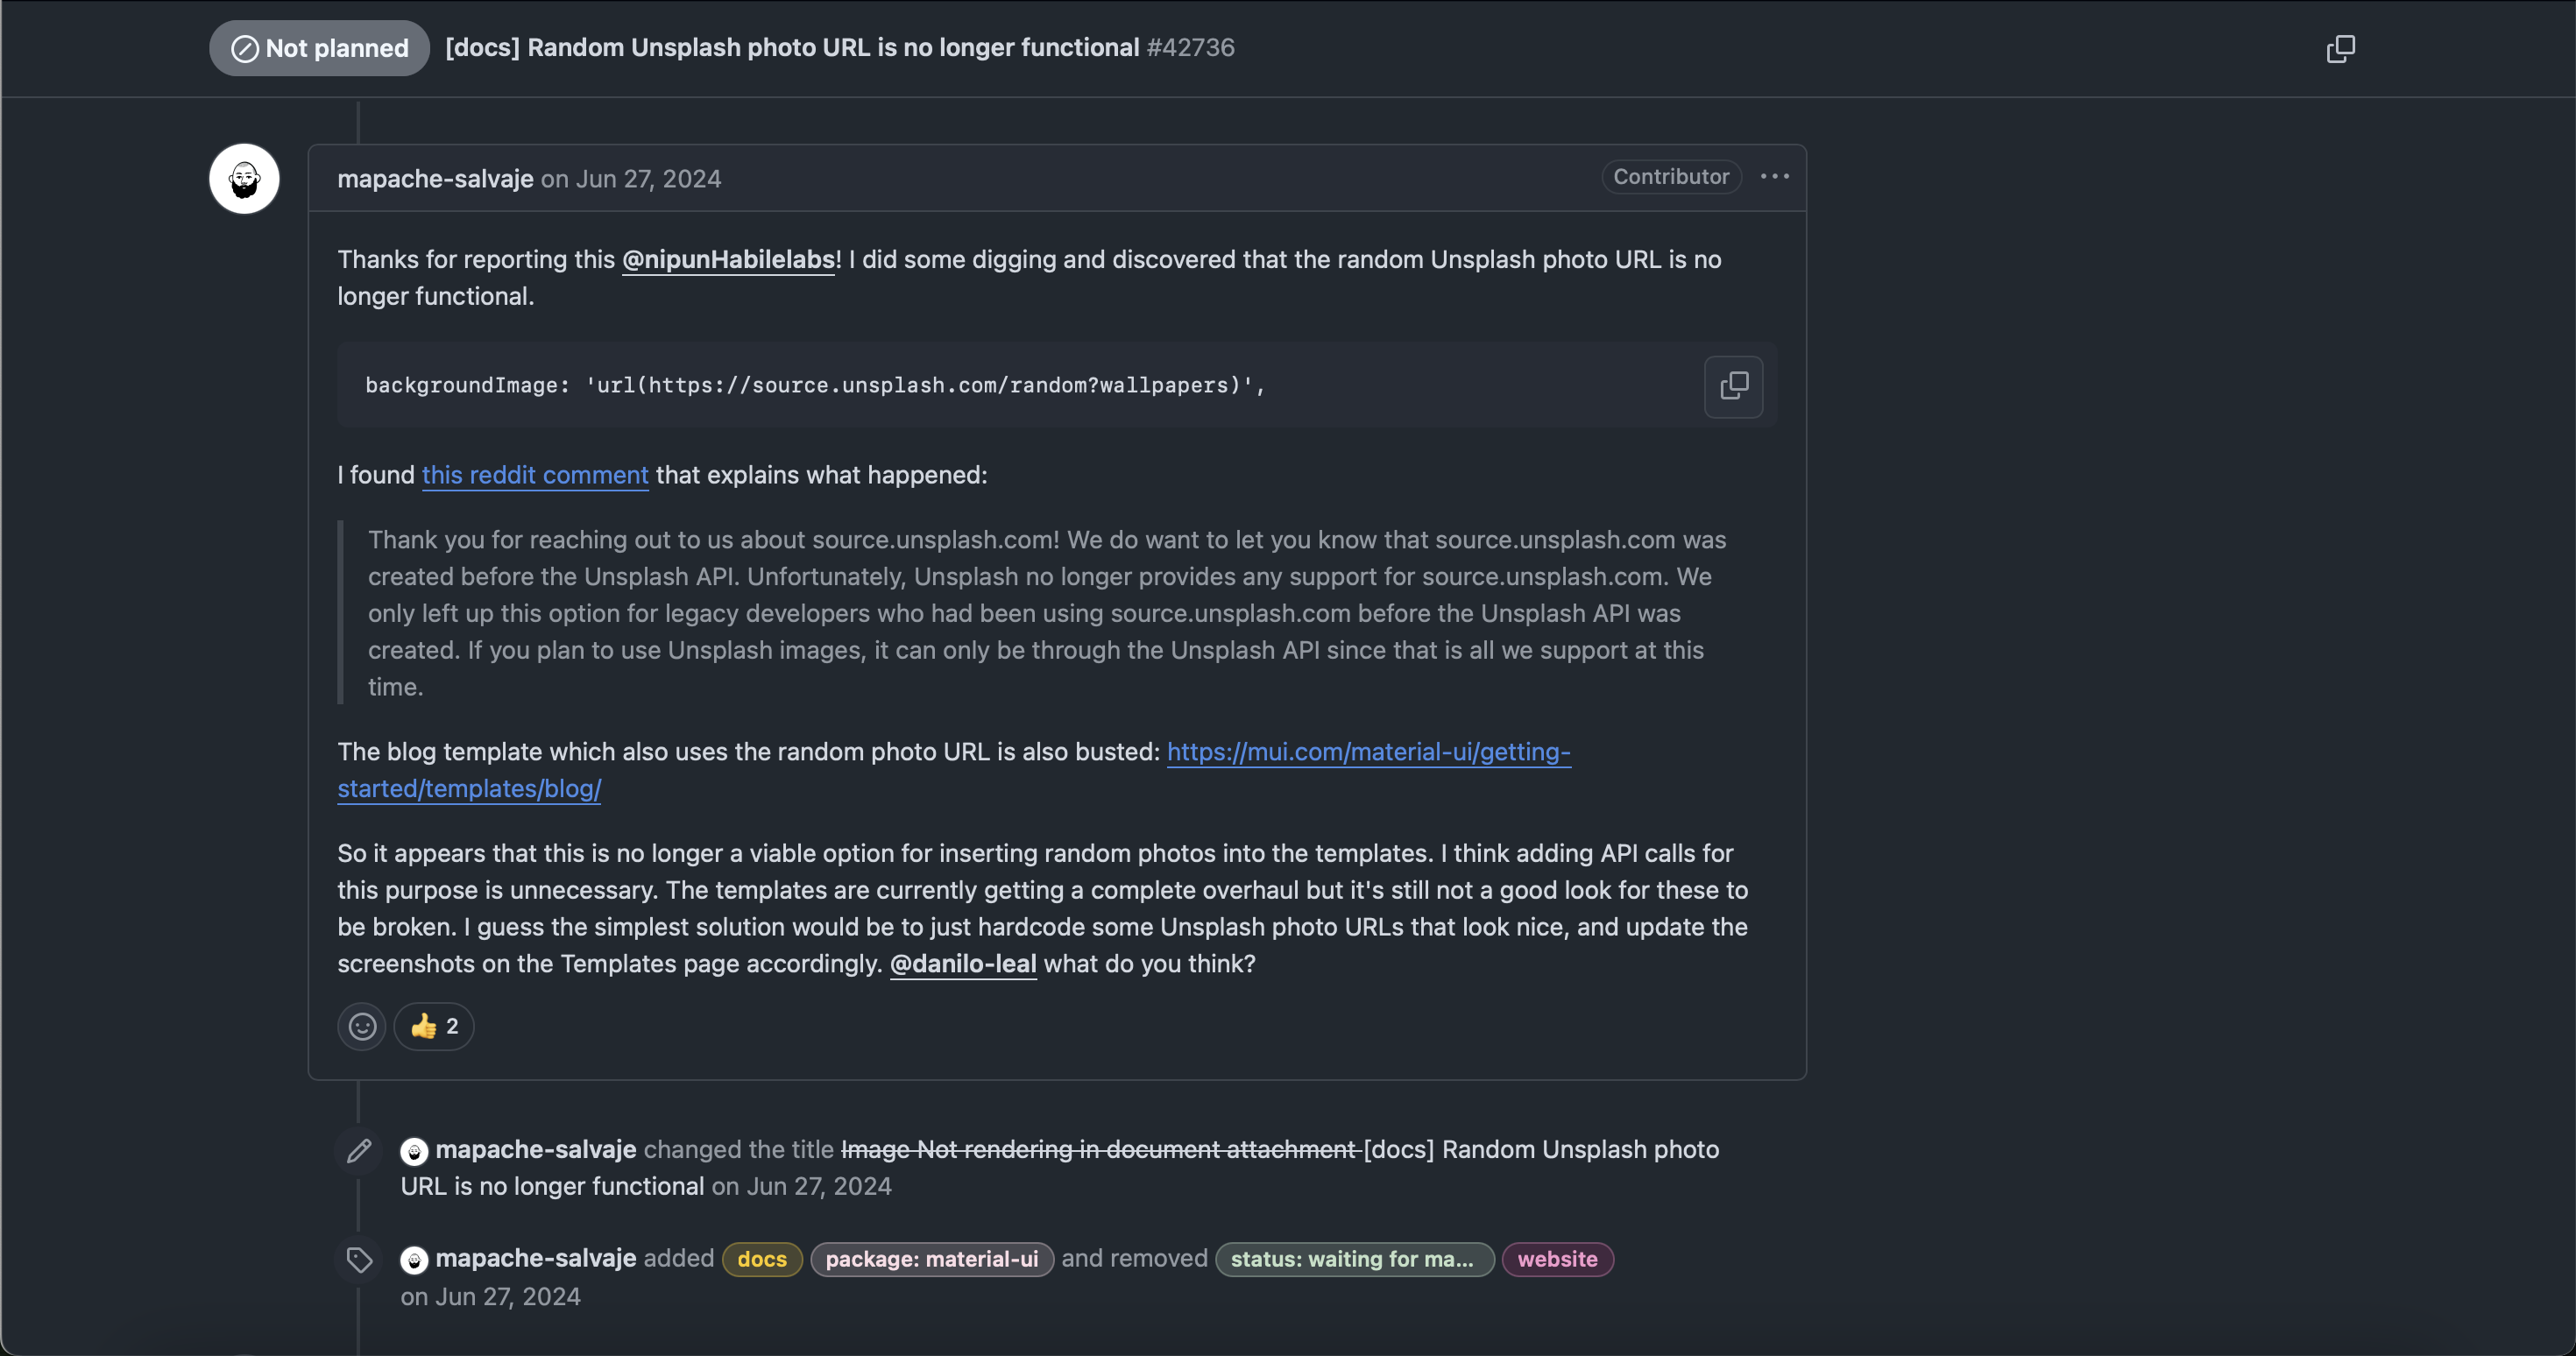 Not planned [docs] Random Unsplash photo URL is no longer functional #42736
mapache-salvaje on Jun 27, 2024 Contributor
Thanks for reporting this @nipunHabilelabs! I did some digging and discovered that the random Unsplash photo URL is no
longer functional.
backgroundImage: 'url(https://source.unsplash.com/random?wallpapers)',
I found this reddit comment that explains what happened:
Thank you for reaching out to us about source.unsplash.com! We do want to let you know that source.unsplash.com was
created before the Unsplash API. Unfortunately, Unsplash no longer provides any support for source.unsplash.com. We
only left up this option for legacy developers who had been using source.unsplash.com before the Unsplash API was
created. If you plan to use Unsplash images, it can only be through the Unsplash API since that is all we support at this
time.
The blog template which also uses the random photo URL is also busted: https://mui.com/material-ui/getting-
started/templates/blog/
So it appears that this is no longer a viable option for inserting random photos into the templates. I think adding API calls for
this purpose is unnecessary. The templates are currently getting a complete overhaul but it's still not a good look for these to
be broken. I guess the simplest solution would be to just hardcode some Unsplash photo URLs that look nice, and update the
screenshots on the Templates page accordingly. @danilo-leal what do you think?
👍 2
mapache-salvaje changed the title Image Not rendering in document attachment [docs] Random Unsplash photo
URL is no longer functional on Jun 27, 2024
mapache-salvaje added docs package: material-ui and removed status: waiting for ma... website
on Jun 27, 2024